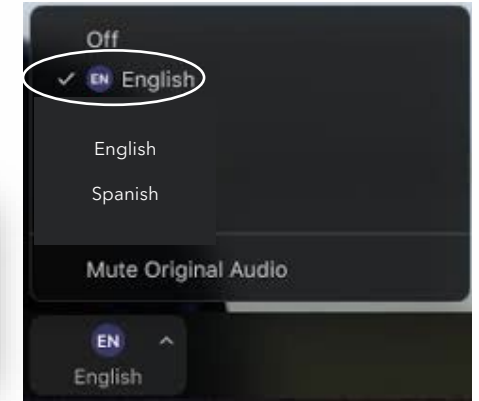 Off
✓ EN English
English
Spanish
Mute Original Audio
EN
English